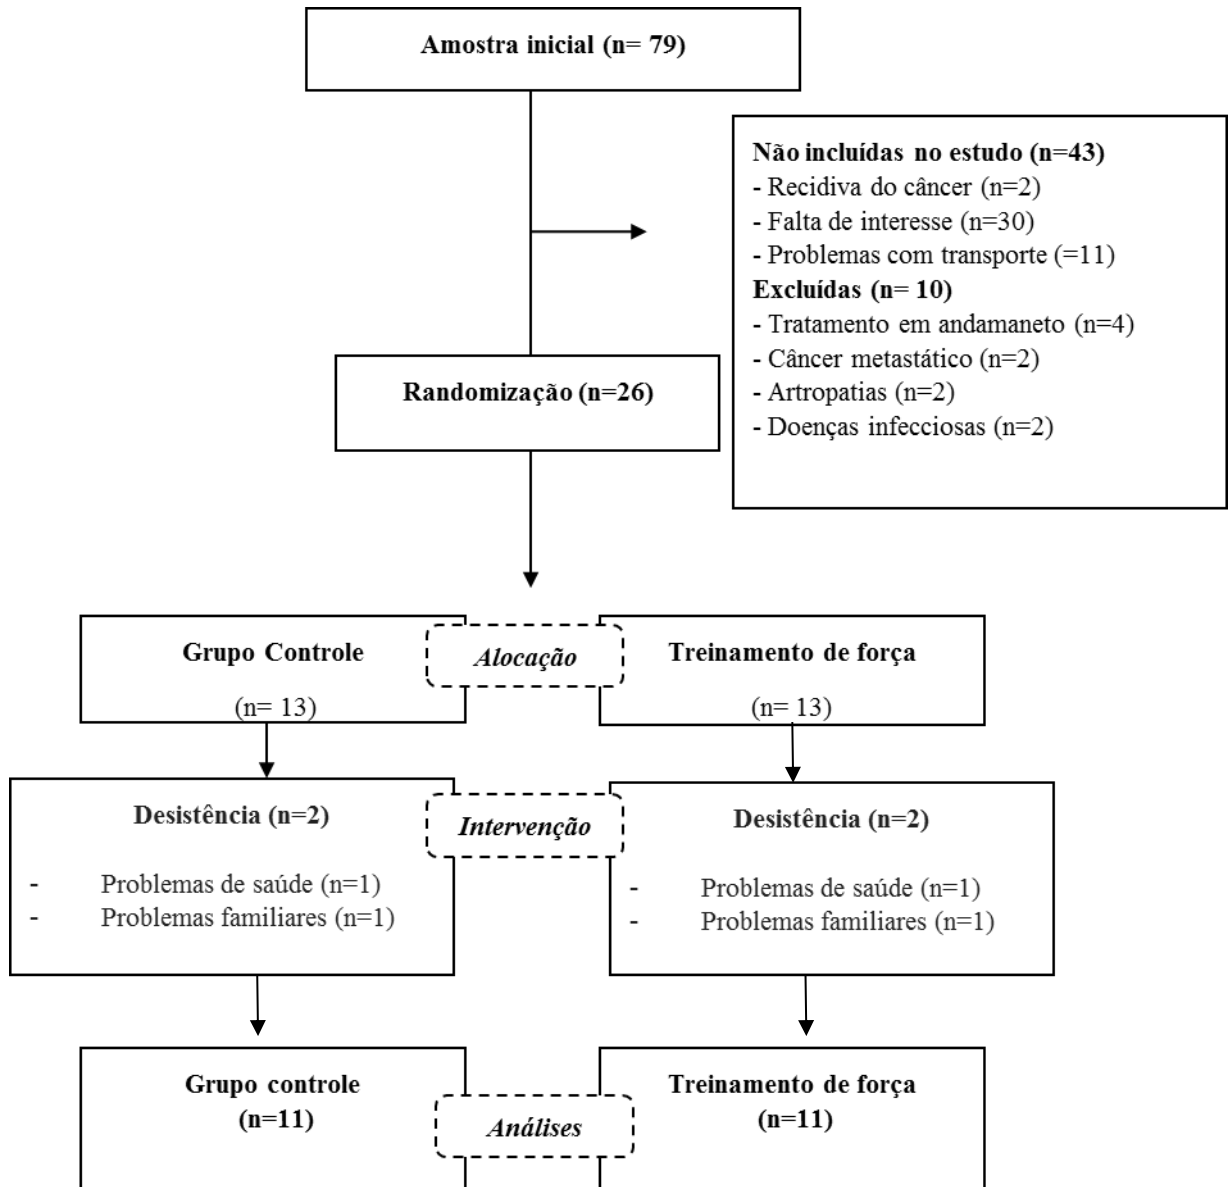 Amostra inicial (n= 79)
Não incluídas no estudo (n=43)
- Recidiva do câncer (n=2)
- Falta de interesse (n=30)
- Problemas com transporte (=11)
Excluídas (n= 10)
- Tratamento em andamaneto (n=4)
- Câncer metastático (n=2)
- Artropatias (n=2)
- Doenças infecciosas (n=2)
Randomização (n=26)
Grupo Controle
(n= 13)
Alocação
Treinamento de força
(n= 13)
Desistência (n=2)
- Problemas de saúde (n=1)
- Problemas familiares (n=1)
Intervenção
Desistência (n=2)
- Problemas de saúde (n=1)
- Problemas familiares (n=1)
Grupo controle
(n=11)
Análises
Treinamento de força
(n=11)